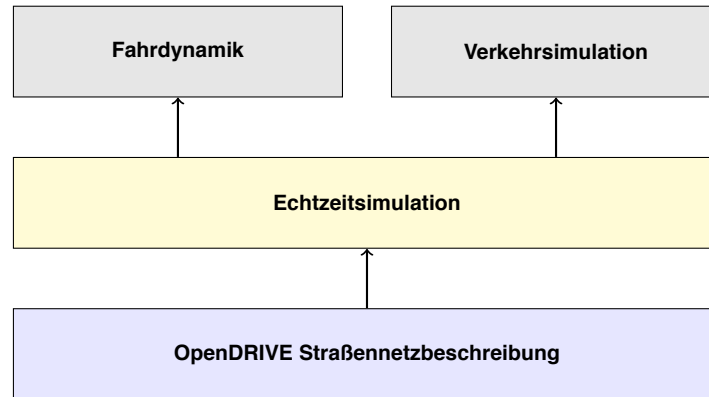 Fahrdynamik
Verkehrsimulation
Echtzeitsimulation
OpenDRIVE Straßennetzbeschreibung